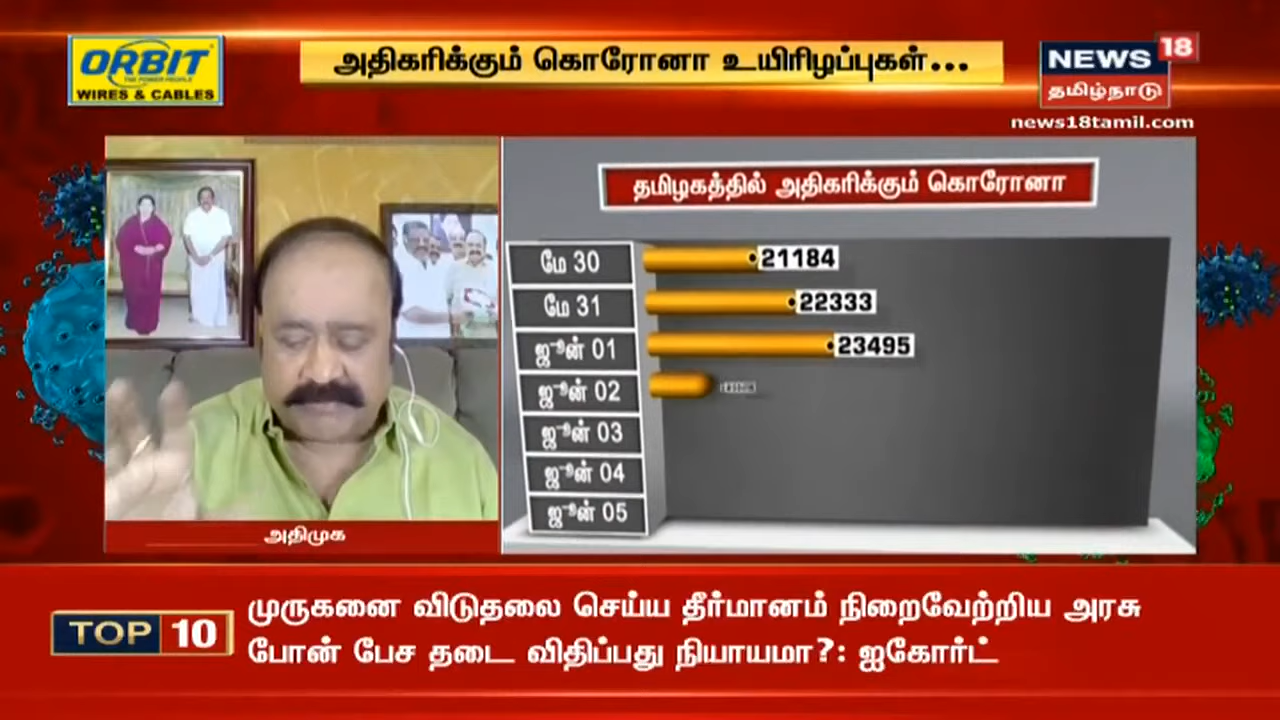 ORBIT
THE POWER PEOPLE
WIRES & CABLES
அதிகரிக்கும் கொரோனா உயிரிழப்புகள்...
NEWS 18
தமிழ்நாடு
news18tamil.com
தமிழகத்தில் அதிகரிக்கும் கொரோனா
மே 30 21184
மே 31 22333
ஜூன் 01 23495
ஜூன் 02
ஜூன் 03
ஜூன் 04
ஜூன் 05
அதிமுக
TOP 10
முருகனை விடுதலை செய்ய தீர்மானம் நிறைவேற்றிய அரசு
போன் பேச தடை விதிப்பது நியாயமா?: ஐகோர்ட்